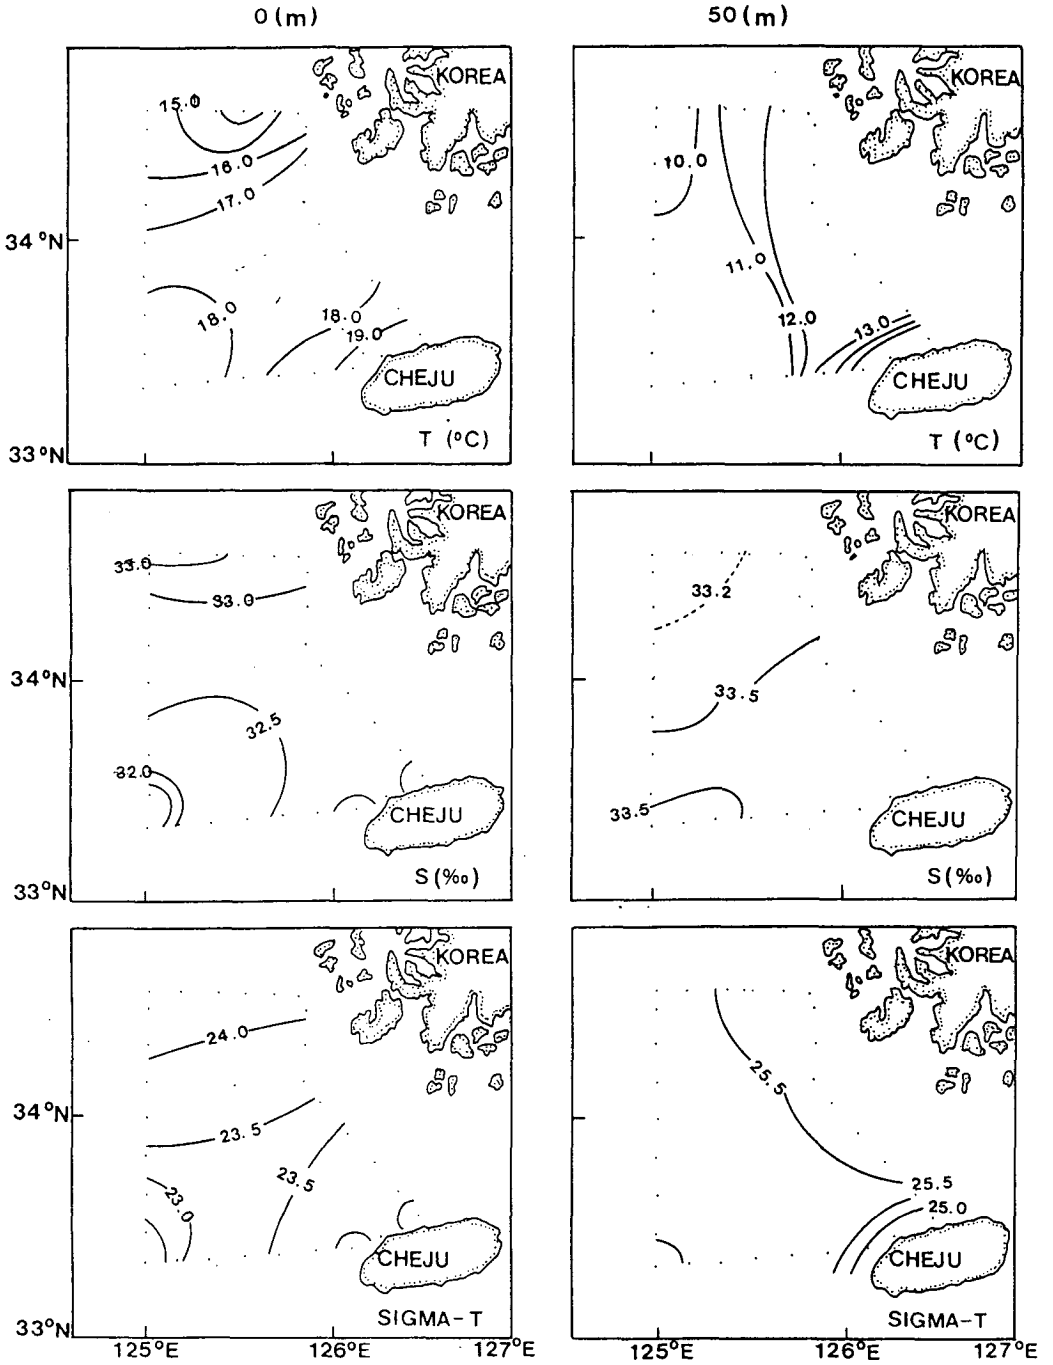 0 (m)
50 (m)
KOREA
15.0
16.0
17.0
34°N
18.0
18.0
19.0
CHEJU
T (°C)
33°N
KOREA
10.0
11.0
12.0
13.0
CHEJU
T (°C)
KOREA
33.0
33.0
34°N
32.5
32.0
CHEJU
S (‰)
33°N
KOREA
33.2
33.5
33.5
CHEJU
S (‰)
KOREA
24.0
34°N
23.5
23.5
23.0
CHEJU
SIGMA-T
33°N
125°E
126°E
127°E
KOREA
25.5
25.5
25.0
CHEJU
SIGMA-T
125°E
126°E
127°E